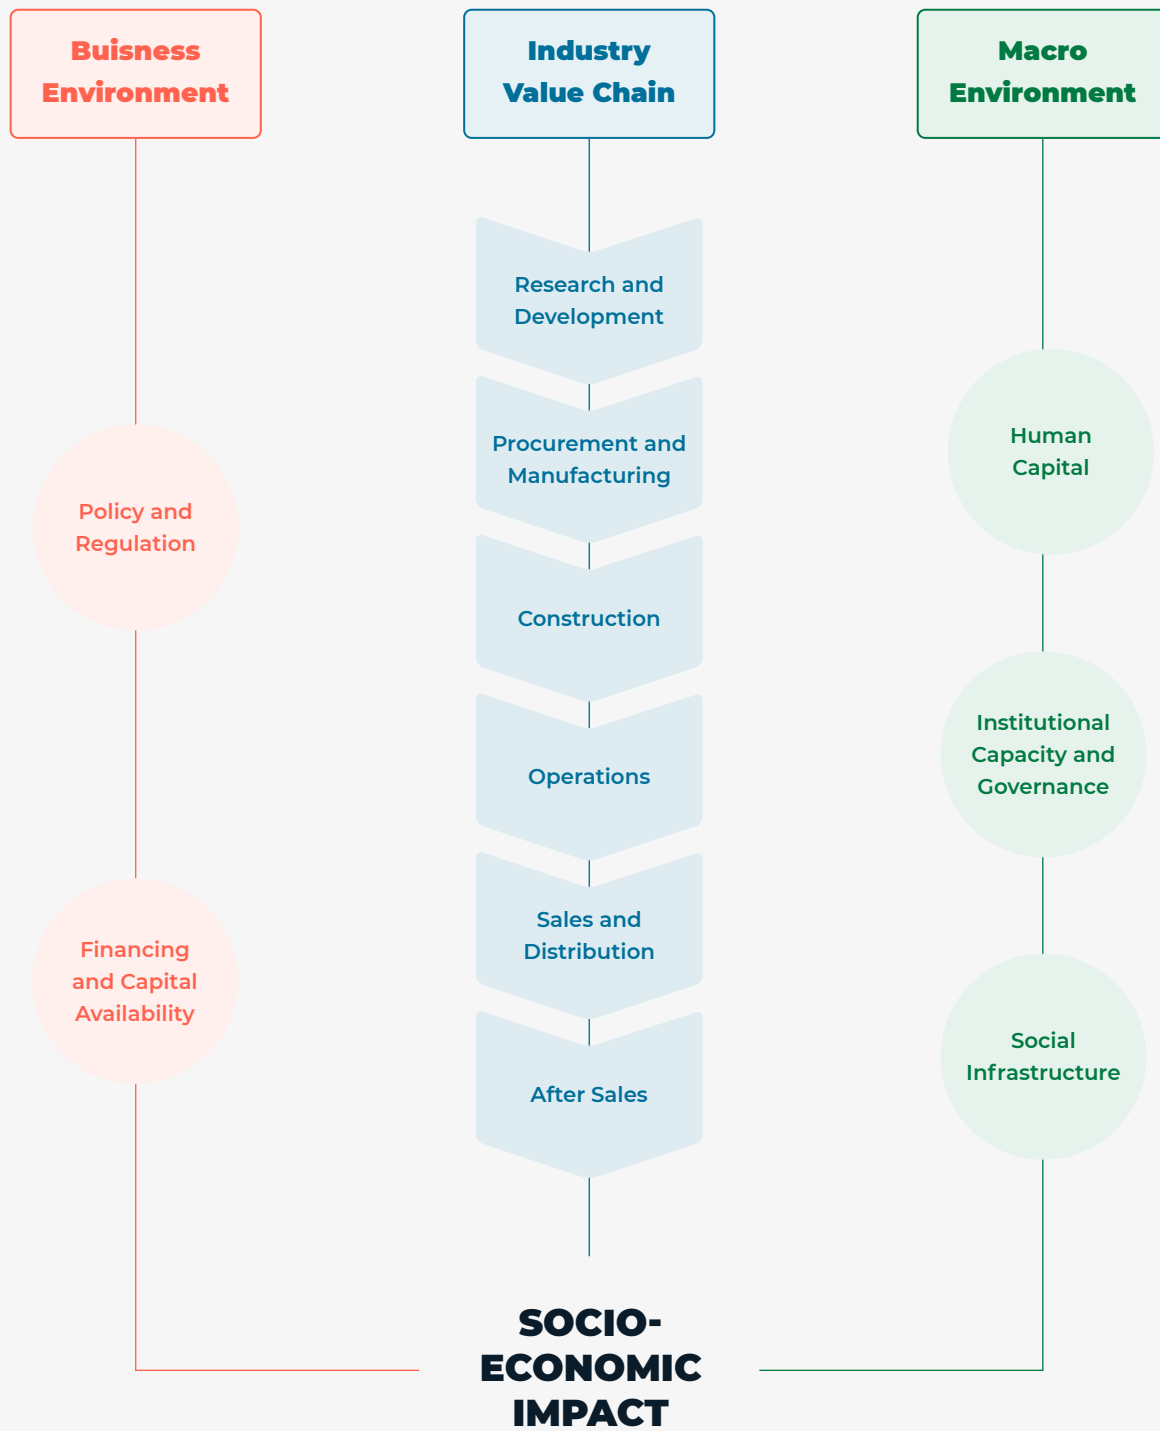 Buisness
Environment
Policy and
Regulation
Financing
and Capital
Availability
Industry
Value Chain
Research and
Development
Procurement and
Manufacturing
Construction
Operations
Sales and
Distribution
After Sales
Macro
Environment
Human
Capital
Institutional
Capacity and
Governance
Social
Infrastructure
SOCIO-
ECONOMIC
IMPACT